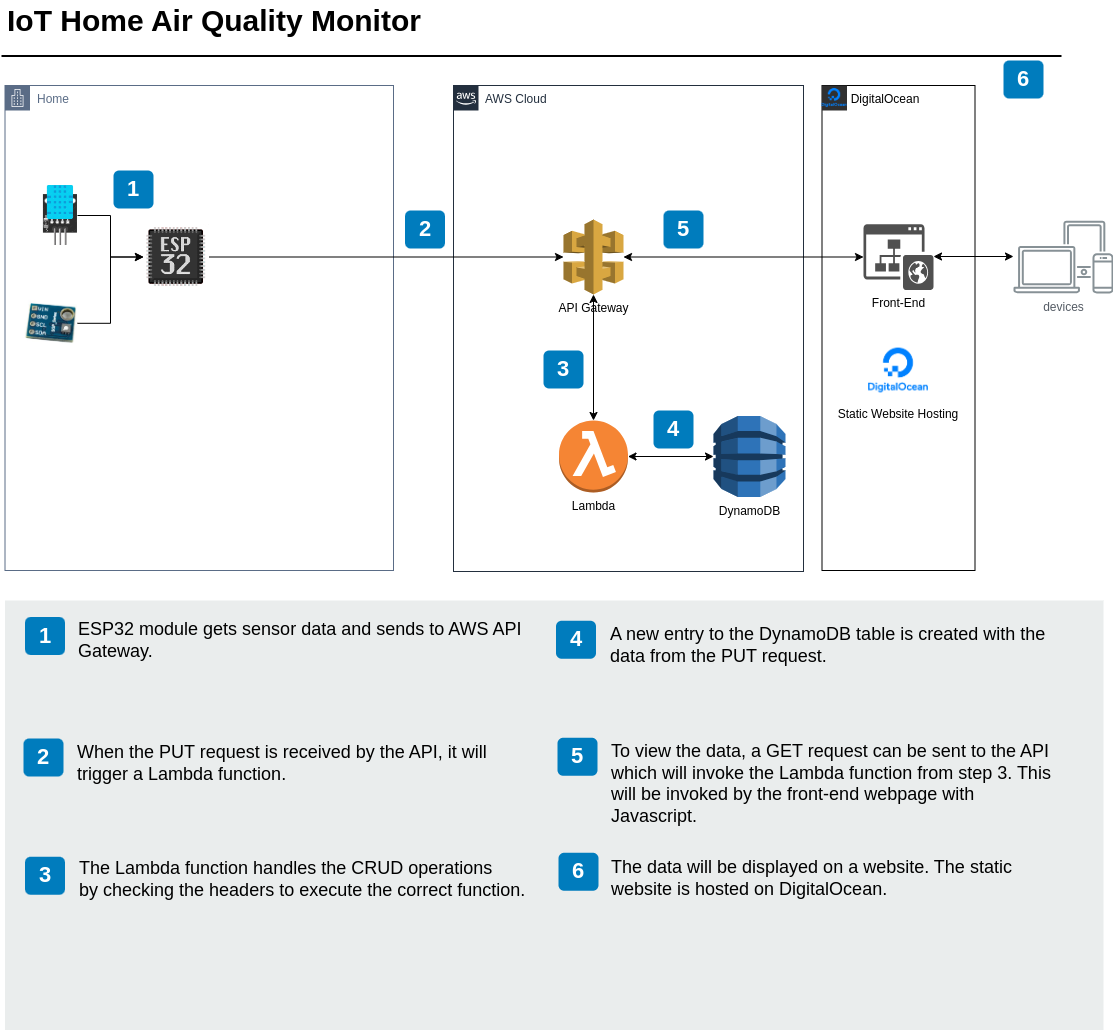 IoT Home Air Quality Monitor
6
Home
aws
AWS Cloud
DigitalOcean
1
2
5
ESP
32
API Gateway
Front-End
devices
VIN
GND
SCL
SDA
3
DigitalOcean
Static Website Hosting
4
Lambda
DynamoDB
1
ESP32 module gets sensor data and sends to AWS API
Gateway.
4
A new entry to the DynamoDB table is created with the
data from the PUT request.
2
When the PUT request is received by the API, it will
trigger a Lambda function.
5
To view the data, a GET request can be sent to the API
which will invoke the Lambda function from step 3. This
will be invoked by the front-end webpage with
Javascript.
3
The Lambda function handles the CRUD operations
by checking the headers to execute the correct function.
6
The data will be displayed on a website. The static
website is hosted on DigitalOcean.